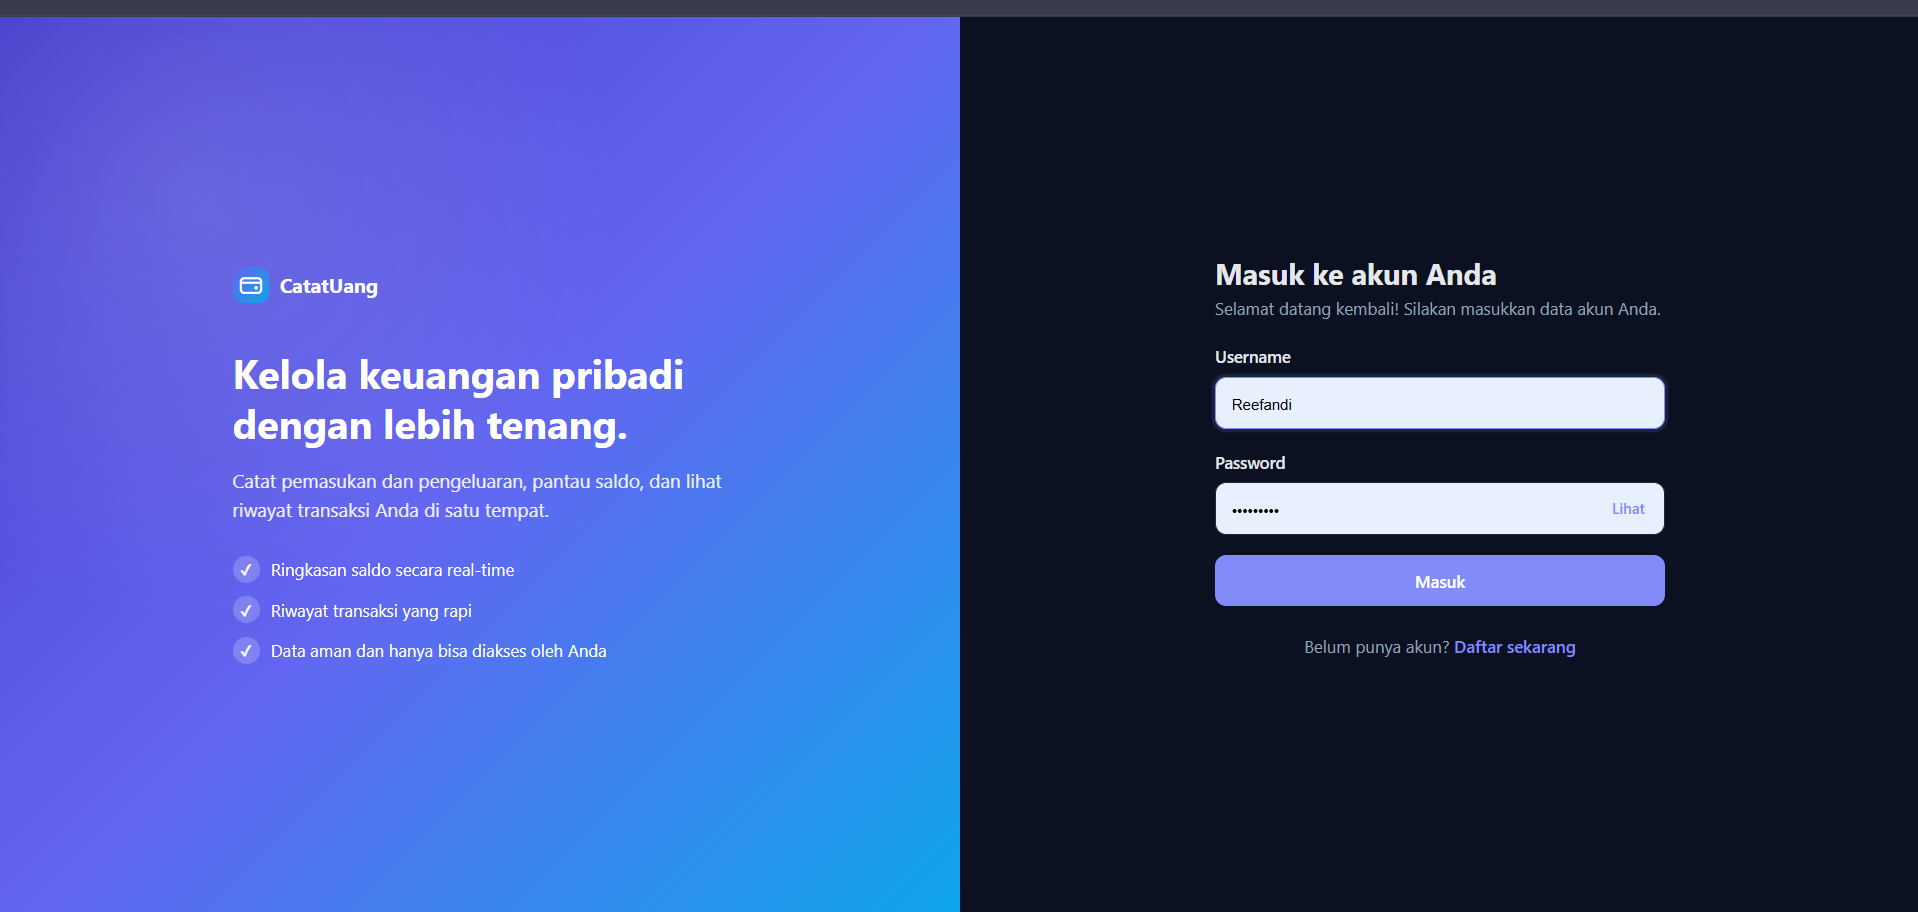 CatatUang
Kelola keuangan pribadi
dengan lebih tenang.
Catat pemasukan dan pengeluaran, pantau saldo, dan lihat
riwayat transaksi Anda di satu tempat.
✓ Ringkasan saldo secara real-time
✓ Riwayat transaksi yang rapi
✓ Data aman dan hanya bisa diakses oleh Anda
Masuk ke akun Anda
Selamat datang kembali! Silakan masukkan data akun Anda.
Username
Reefandi
Password
••••••••• Lihat
Masuk
Belum punya akun? Daftar sekarang